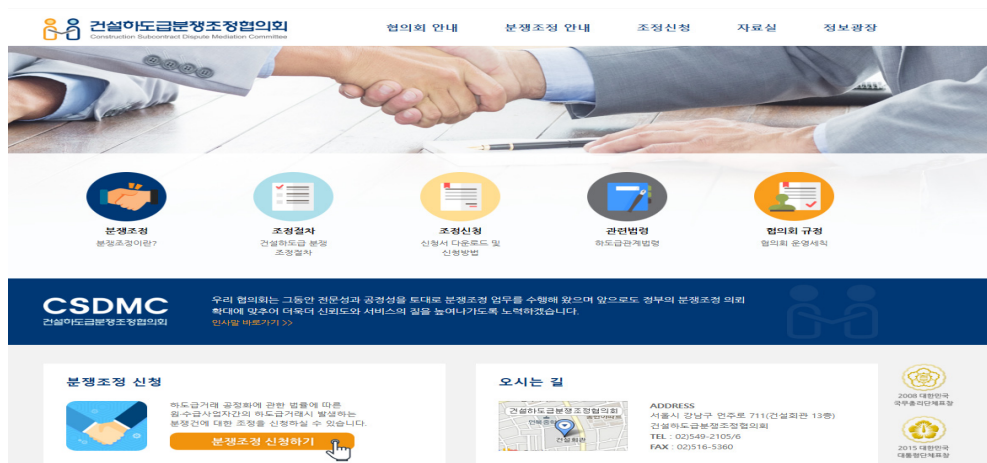 건설하도급분쟁조정협의회
Construction Subcontract Dispute Mediation Committee
협의회 안내 분쟁조정 안내 조정신청 자료실 정보광장
분쟁조정
분쟁조정이란?
조정절차
건설하도급 분쟁
조정절차
조정신청
신청서 다운로드 및
신청방법
관련법령
하도급관계법령
협의회 규정
협의회 운영세칙
CSDMC
건설하도급분쟁조정협의회
우리 협의회는 그동안 전문성과 공정성을 토대로 분쟁조정 업무를 수행해 왔으며 앞으로도 정부의 분쟁조정 의뢰
확대에 맞추어 더욱더 신뢰도와 서비스의 질을 높여나가도록 노력하겠습니다.
인사말 바로가기 >>
분쟁조정 신청
하도급거래 공정화에 관한 법률에 따른
원·수급사업자간의 하도급거래시 발생하는
분쟁건에 대한 조정을 신청하실 수 있습니다.
분쟁조정 신청하기
오시는 길
건설하도급분쟁조정협의회
건설회관
ADDRESS
서울시 강남구 언주로 711(건설회관 13층)
건설하도급분쟁조정협의회
TEL : 02)549-2105/6
FAX : 02)516-5360
2008 대한민국
국무총리단체표창
2015 대한민국
대통령단체표창